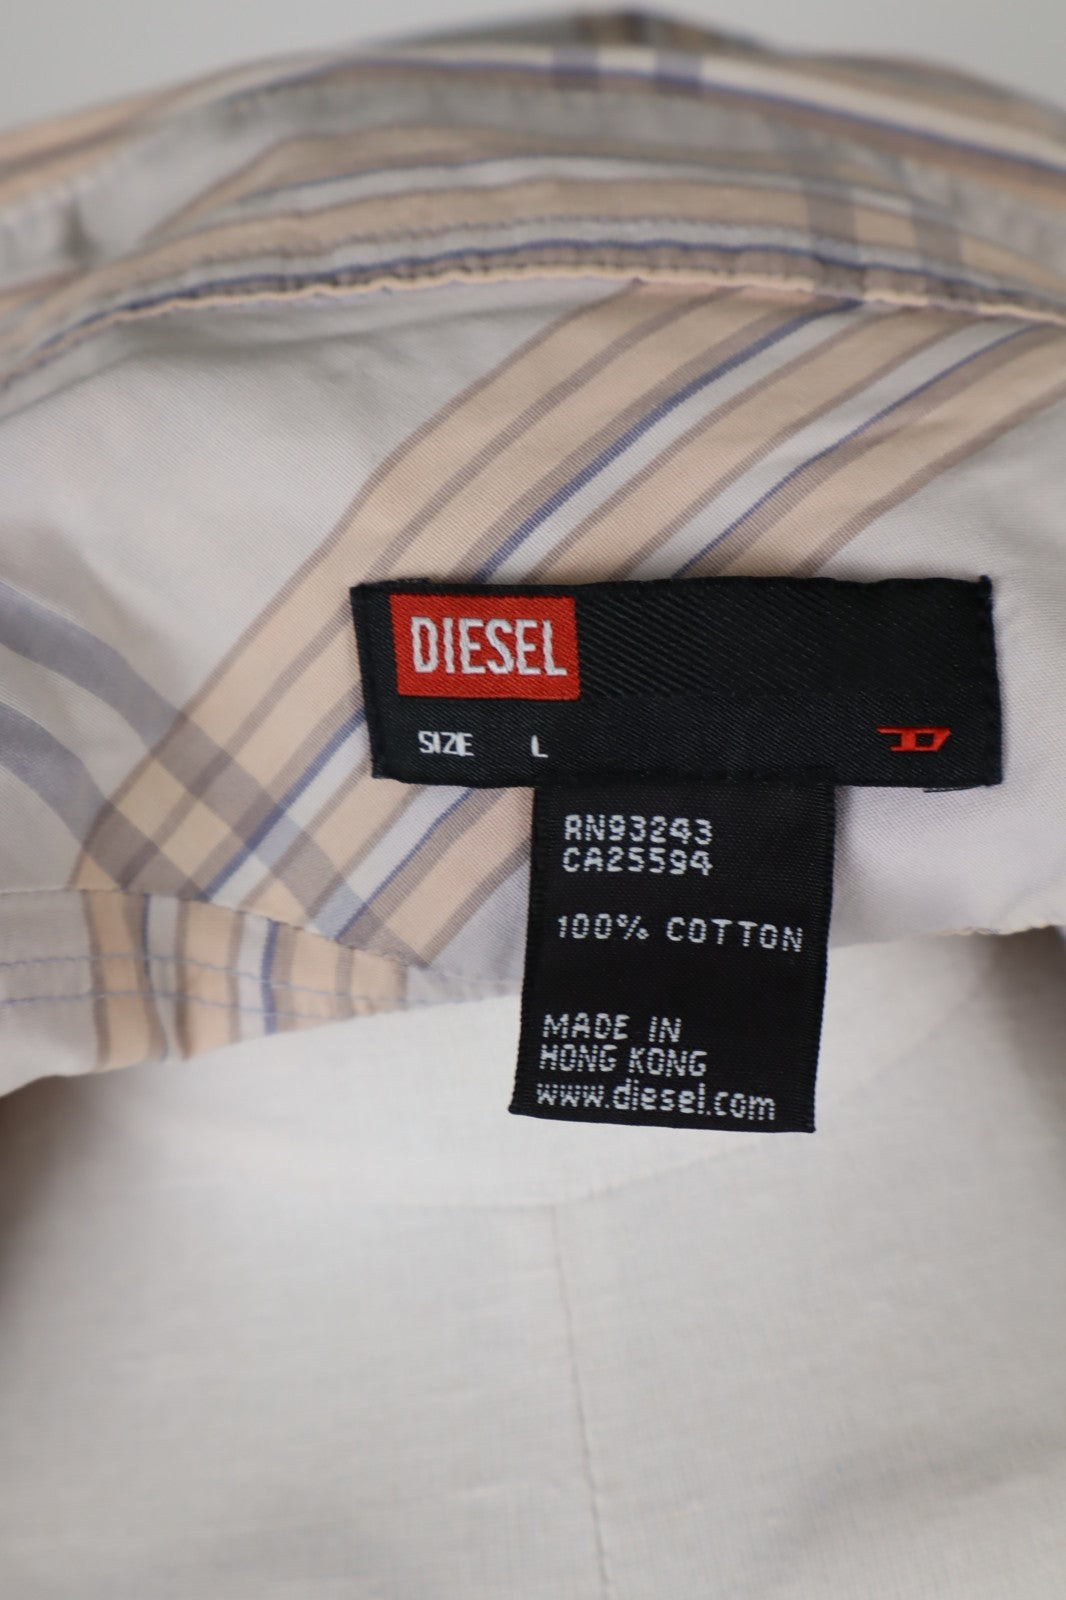 DIESEL
SIZE L
RN93243
CA25594
100% COTTON
MADE IN
HONG KONG
www.diesel.com